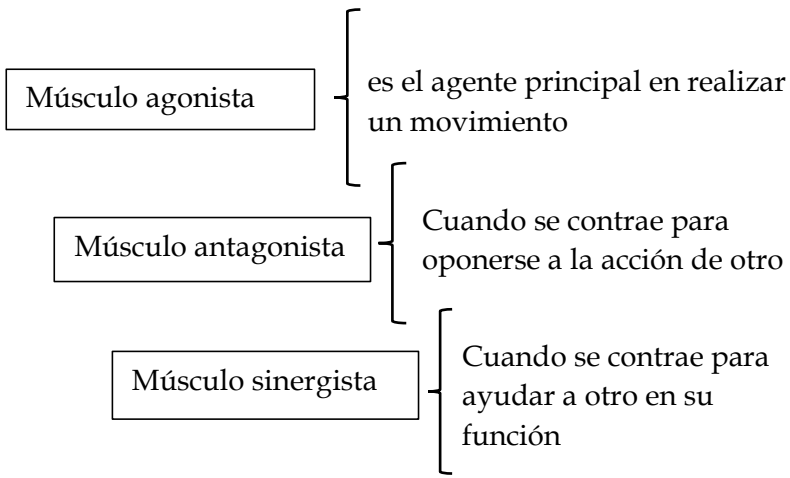 Músculo agonista
es el agente principal en realizar
un movimiento
Músculo antagonista
Cuando se contrae para
oponerse a la acción de otro
Músculo sinergista
Cuando se contrae para
ayudar a otro en su
función